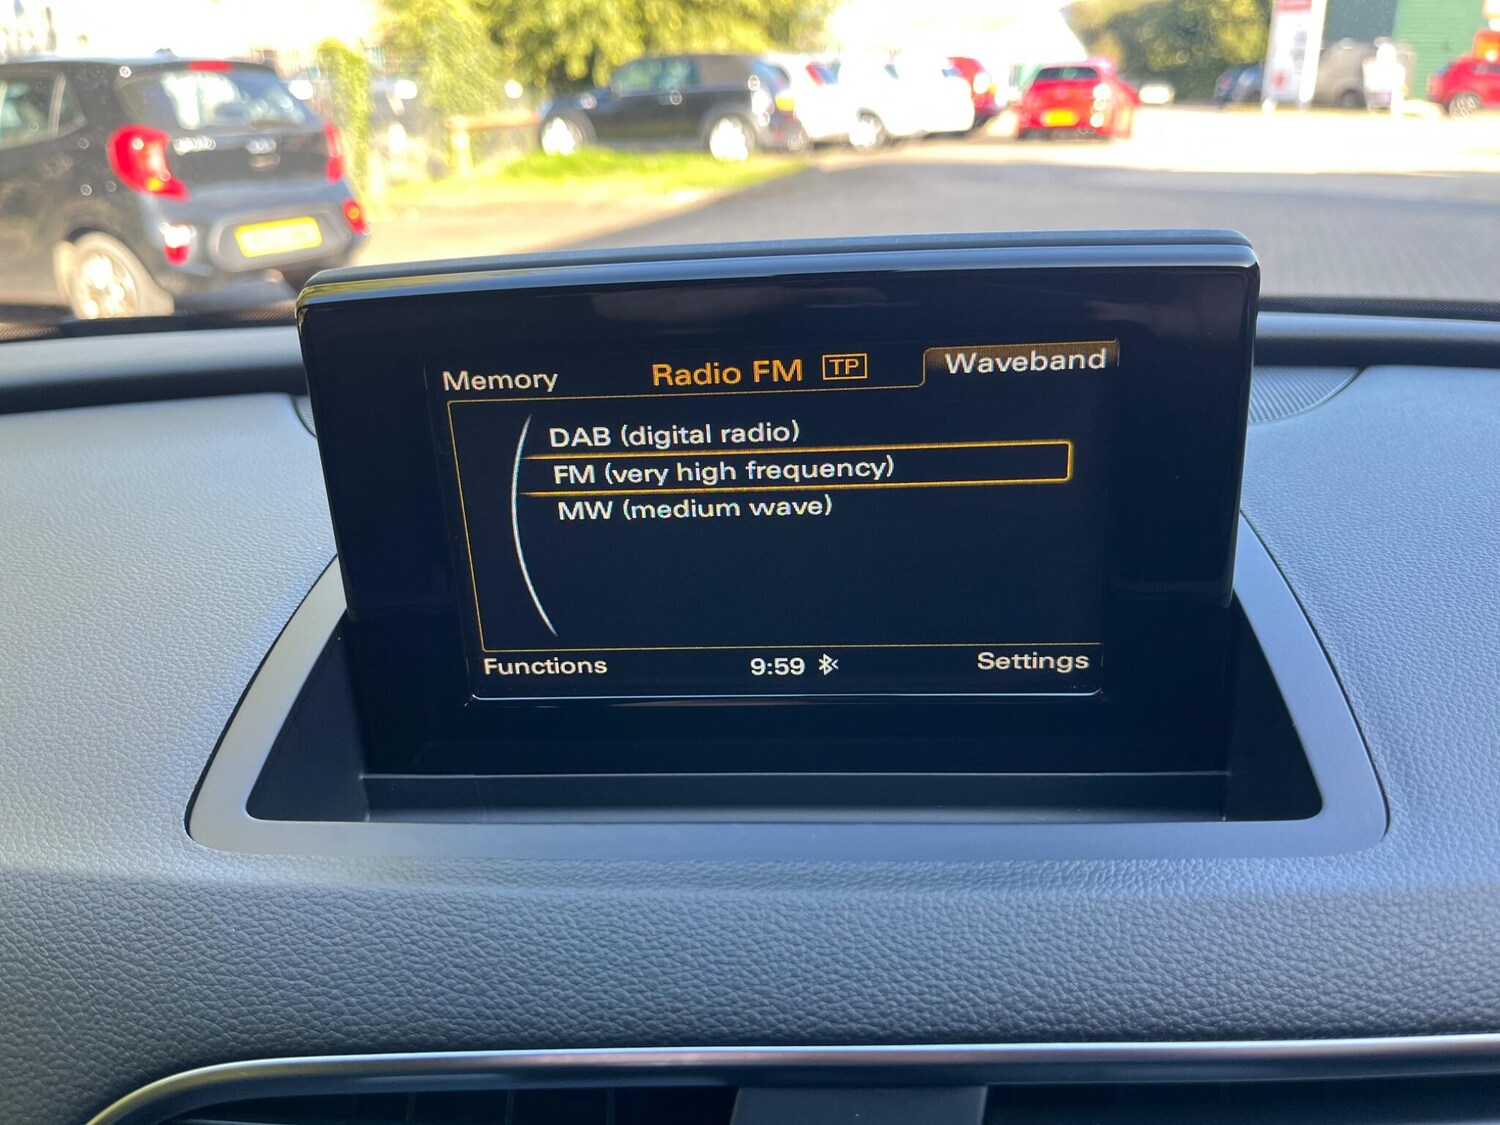 Memory Radio FM TP Waveband
DAB (digital radio)
FM (very high frequency)
MW (medium wave)
Functions 9:59 Settings